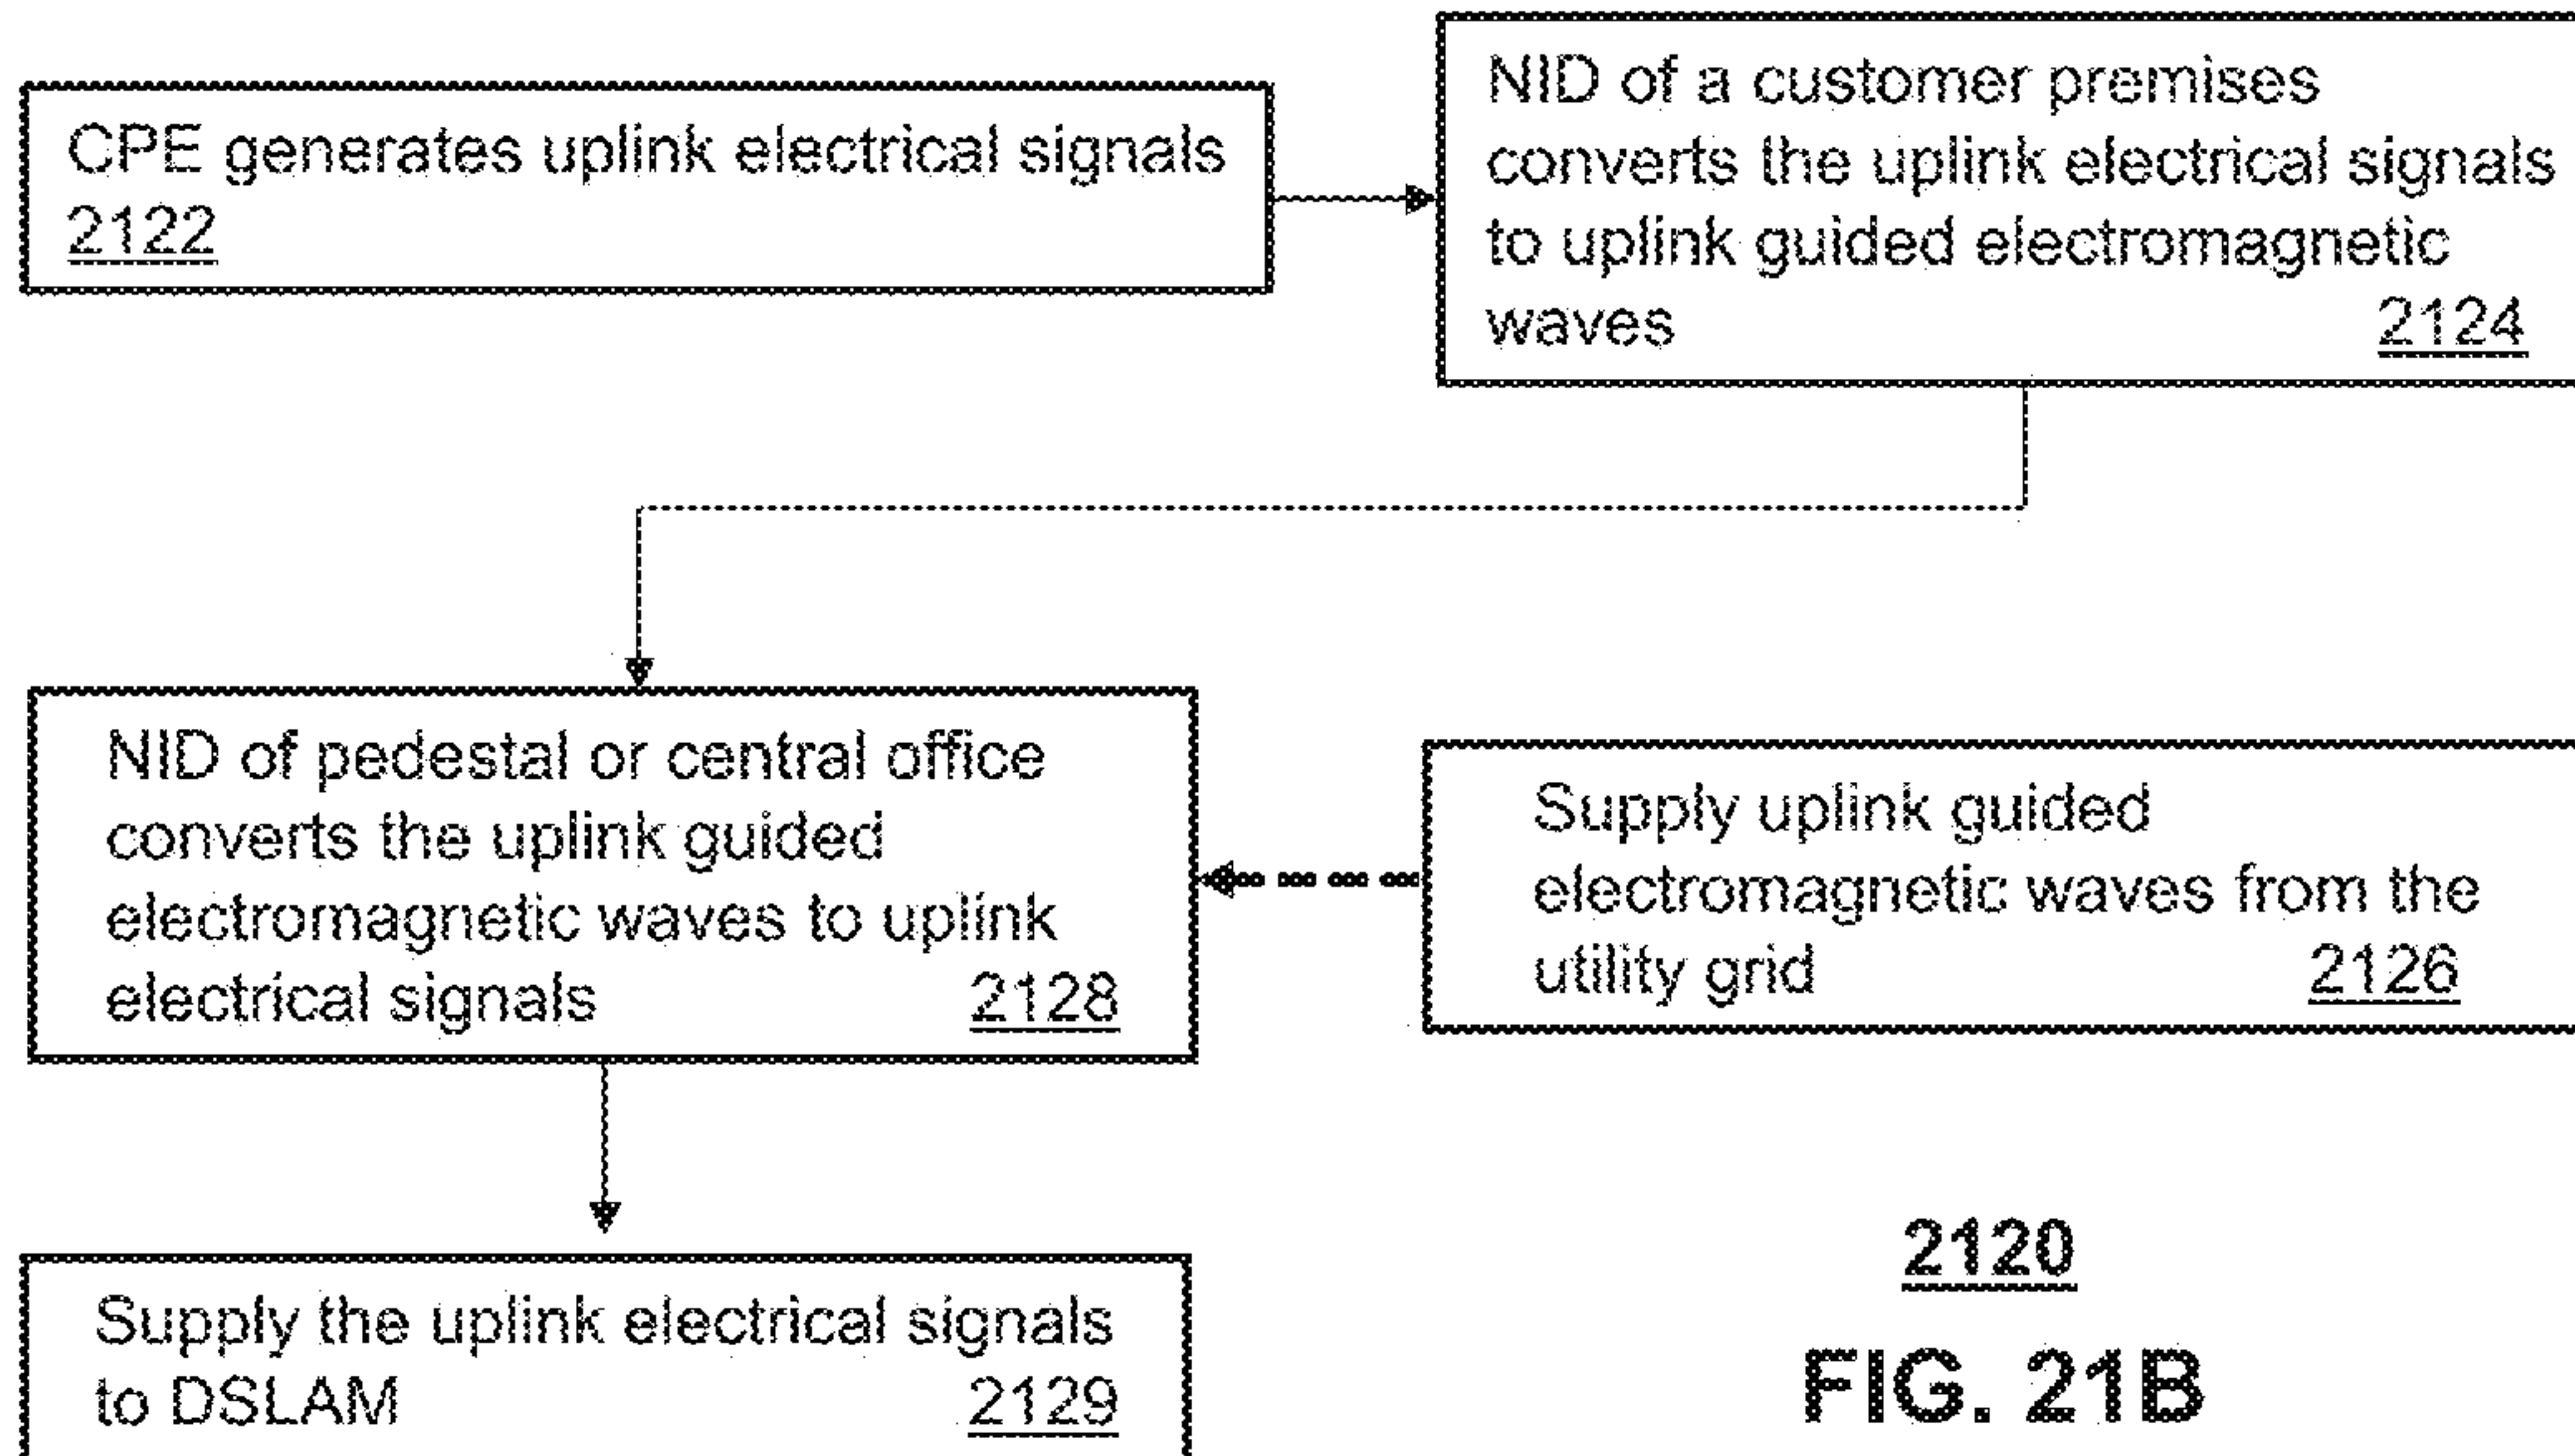 CPE generates uplink electrical signals
2122
NID of a customer premises
converts the uplink electrical signals
to uplink guided electromagnetic
waves 2124
NID of pedestal or central office
converts the uplink guided
electromagnetic waves to uplink
electrical signals 2128
Supply uplink guided
electromagnetic waves from the
utility grid 2126
Supply the uplink electrical signals
to DSLAM 2129
2120
FIG. 21B